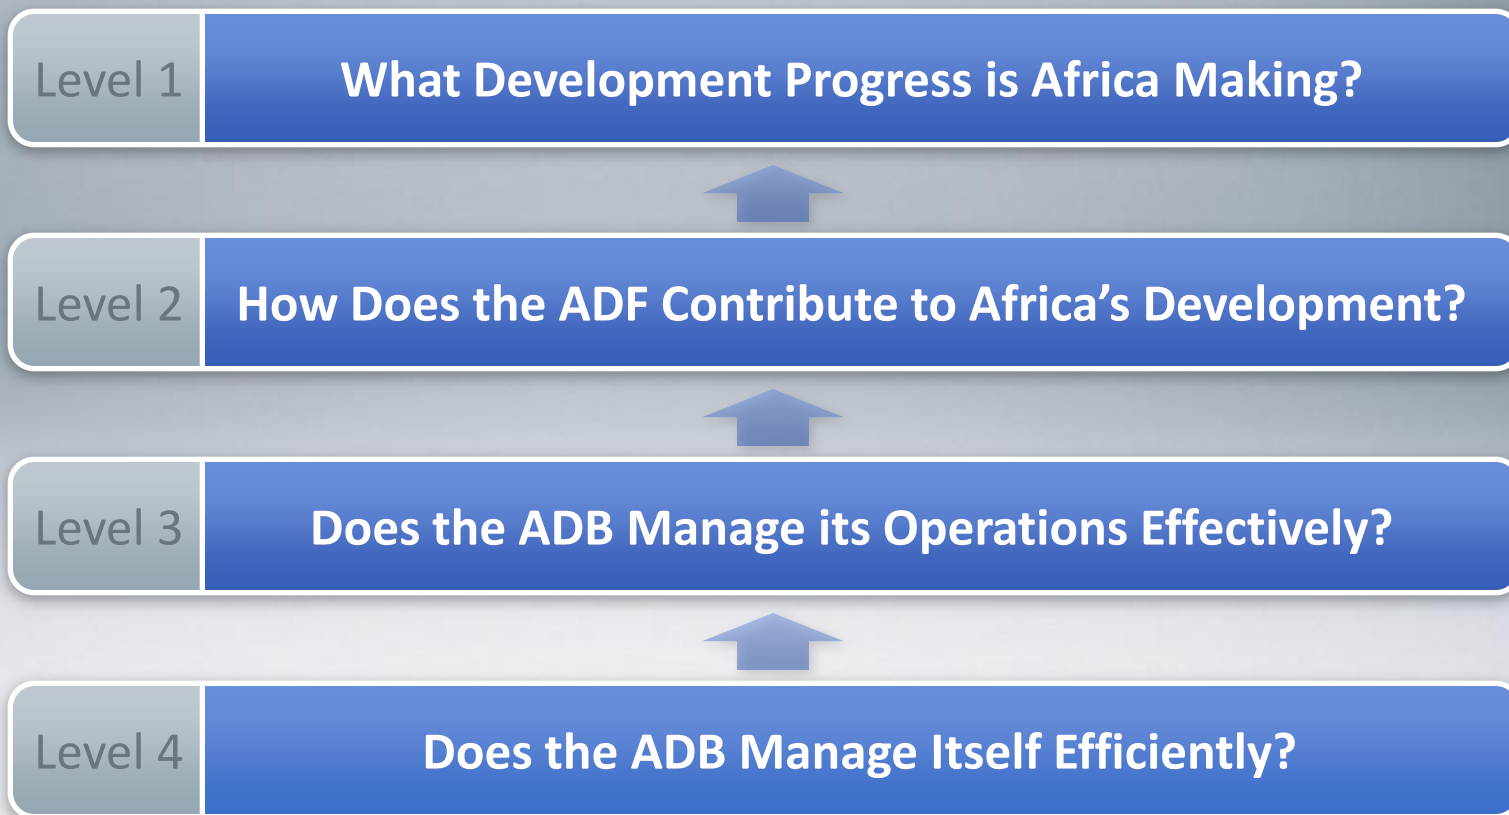 Level 1
What Development Progress is Africa Making?
Level 2
How Does the ADF Contribute to Africa’s Development?
Level 3
Does the ADB Manage its Operations Effectively?
Level 4
Does the ADB Manage Itself Efficiently?